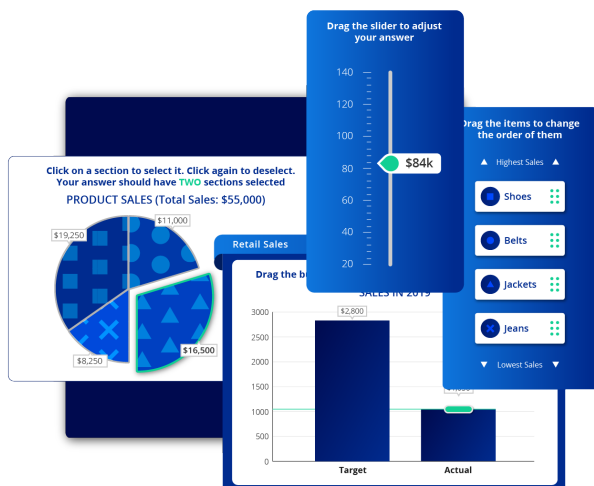 Drag the slider to adjust
your answer
140
120
100
80
60
40
20
$84k
Drag the items to change
the order of them
Highest Sales
Shoes
Belts
Jackets
Jeans
Lowest Sales
Click on a section to select it. Click again to deselect.
Your answer should have TWO sections selected
PRODUCT SALES (Total Sales: $55,000)
$11,000
$19,250
$16,500
$8,250
Retail Sales
Drag the
SALES IN 2019
3000
2500
2000
1500
1000
500
0
$2,800
Target
Actual